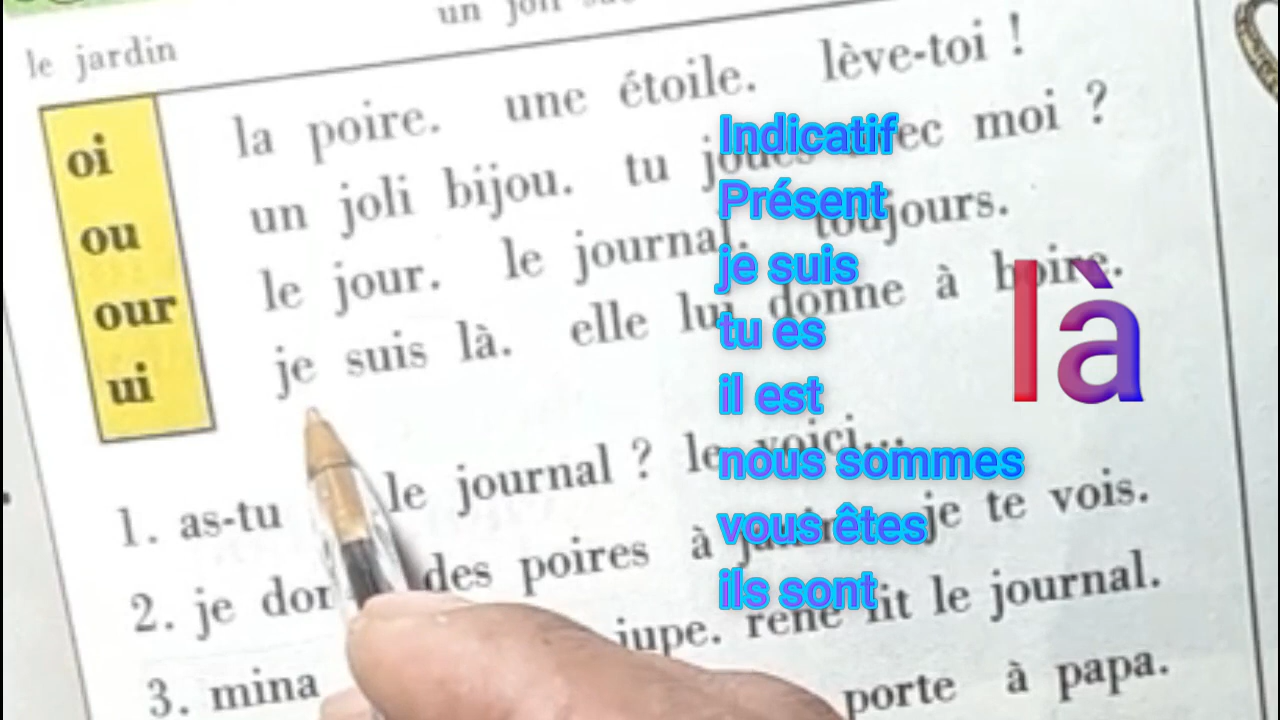 un joli
le jardin
oi
ou
our
ui
la poire. une étoile. lève-toi !
un joli bijou. tu joues avec moi ?
le jour. le journal. toujours.
je suis là. elle lui donne à boire.
1. as-tu le journal ? le voici...
2. je des poires à je te vois.
3. mina jupe. rené lit le journal.
porte à papa.
Indicatif
Présent
je suis
tu es
il est
nous sommes
vous êtes
ils sont
là